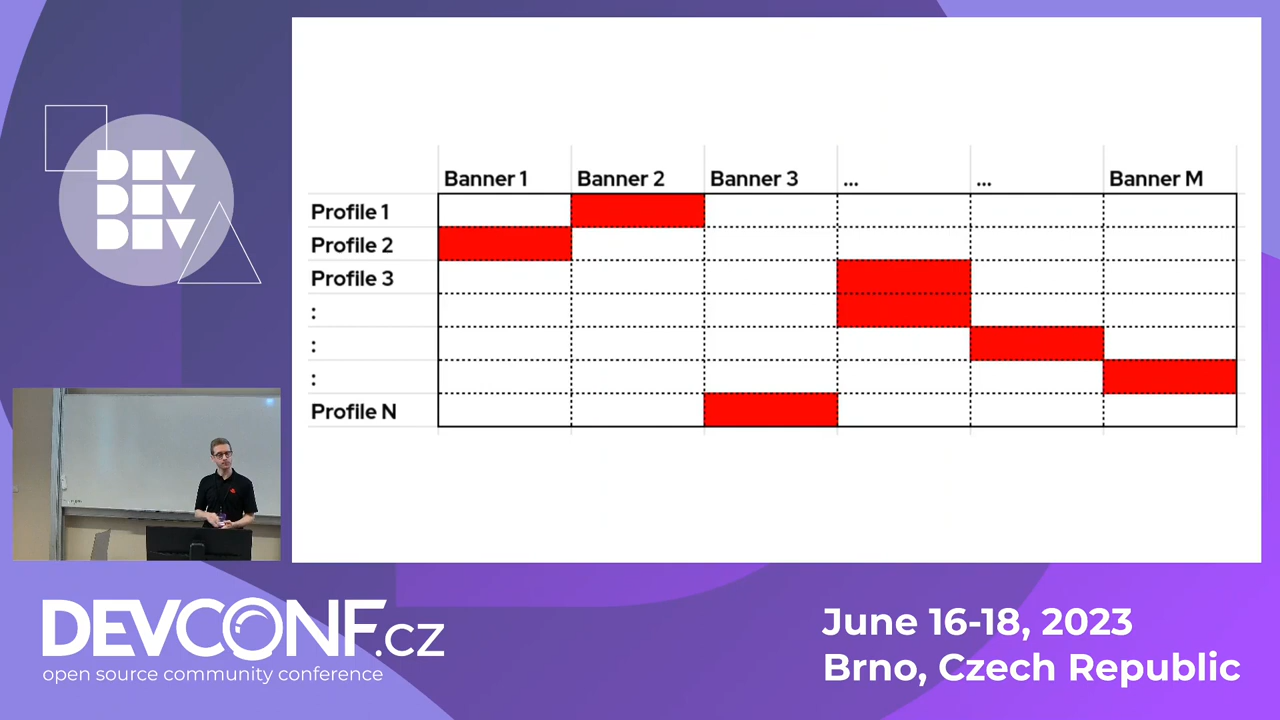 DEV
DEV
DEV
Banner 1 Banner 2 Banner 3 ... ... Banner M
Profile 1
Profile 2
Profile 3
:
:
:
Profile N
DEVCONF.cz
open source community conference
June 16-18, 2023
Brno, Czech Republic